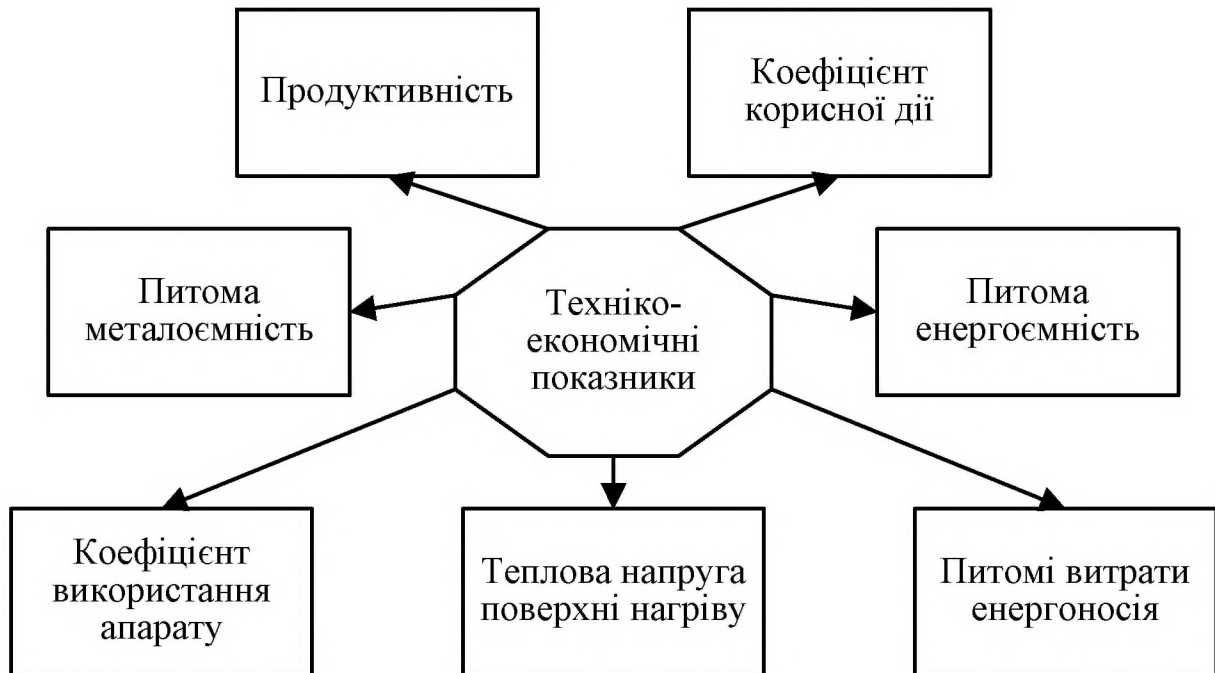 Продуктивність
Коефіцієнт
корисної дії
Питома
металоємність
Техніко-
економічні
показники
Питома
енергоємність
Коефіцієнт
використання
апарату
Теплова напруга
поверхні нагріву
Питомі витрати
енергоносія